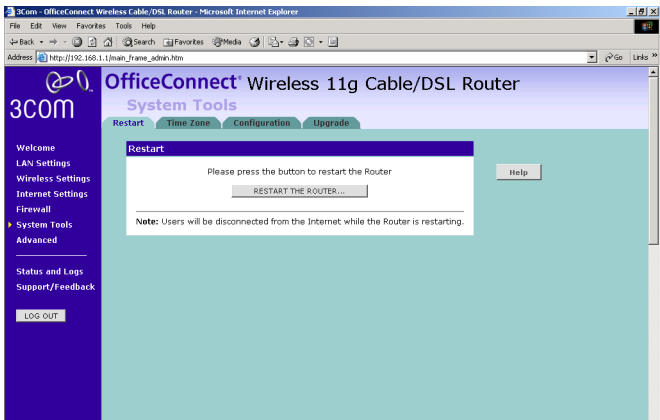 3Com - OfficeConnect Wireless Cable/DSL Router - Microsoft Internet Explorer
File Edit View Favorites Tools Help
Back Search Favorites Media
Address http://192.168.1.1/main_frame_admin.htm Go Links »
3COM
OfficeConnect® Wireless 11g Cable/DSL Router
System Tools
Restart Time Zone Configuration Upgrade
Welcome
LAN Settings
Wireless Settings
Internet Settings
Firewall
System Tools
Advanced
Status and Logs
Support/Feedback
LOG OUT
Restart
Please press the button to restart the Router
RESTART THE ROUTER...
Note: Users will be disconnected from the Internet while the Router is restarting.
Help